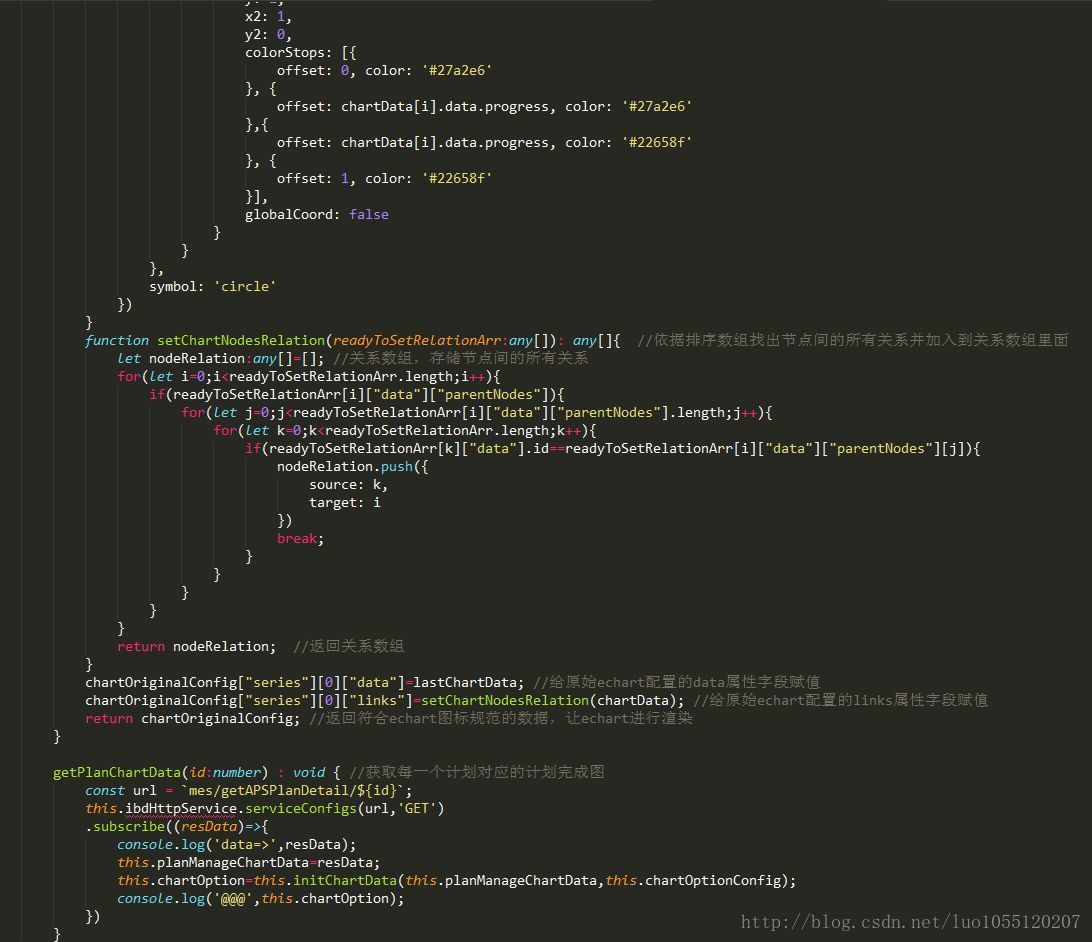 x2: 1,
y2: 0,
colorStops: [{
offset: 0, color: '#27a2e6'
}, {
offset: chartData[i].data.progress, color: '#27a2e6'
},{
offset: chartData[i].data.progress, color: '#22658f'
}, {
offset: 1, color: '#22658f'
}],
globalCoord: false
}
}
},
symbol: 'circle'
})
}
function setChartNodesRelation(readyToSetRelationArr:any[]): any[]{  //依据排序数组找出节点间的所有关系并加入到关系数组里面
let nodeRelation:any[]=[]; //关系数组，存储节点间的所有关系
for(let i=0;i<readyToSetRelationArr.length;i++){
if(readyToSetRelationArr[i]["data"]["parentNodes"]){
for(let j=0;j<readyToSetRelationArr[i]["data"]["parentNodes"].length;j++){
for(let k=0;k<readyToSetRelationArr.length;k++){
if(readyToSetRelationArr[k]["data"].id==readyToSetRelationArr[i]["data"]["parentNodes"][j]){
nodeRelation.push({
source: k,
target: i
})
break;
}
}
}
}
}
return nodeRelation;  //返回关系数组
}
chartOriginalConfig["series"][0]["data"]=lastChartData; //给原始echart配置的data属性字段赋值
chartOriginalConfig["series"][0]["links"]=setChartNodesRelation(chartData); //给原始echart配置的links属性字段赋值
return chartOriginalConfig; //返回符合echart图标规范的数据，让echart进行渲染
}
getPlanChartData(id:number) : void { //获取每一个计划对应的计划完成图
const url = `mes/getAPSPlanDetail/${id}`;
this.ibdHttpService.serviceConfigs(url,'GET')
.subscribe((resData)=>{
console.log('data=>',resData);
this.planManageChartData=resData;
this.chartOption=this.initChartData(this.planManageChartData,this.chartOptionConfig);
console.log('@@@',this.chartOption);
})
}
http://blog.csdn.net/luo1055120207